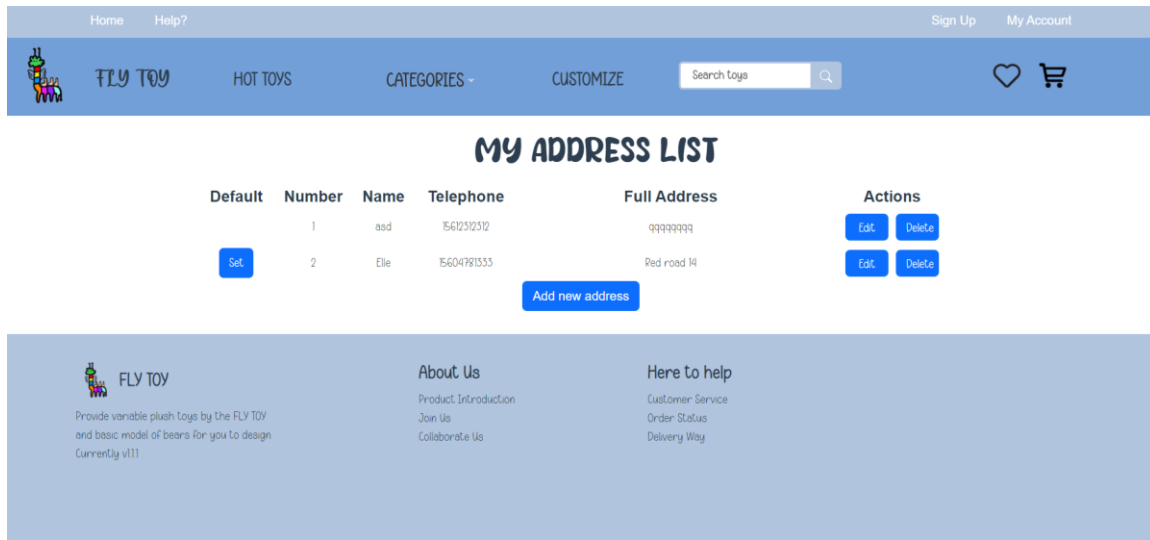 Home Help? Sign Up My Account
FLY TOY HOT TOYS CATEGORIES CUSTOMIZE Search toys
MY ADDRESS LIST
Default Number Name Telephone Full Address Actions
1 asd 15612312312 qqqqqqqq Edit Delete
Set 2 Elle 15604781333 Red road 14 Edit Delete
Add new address
FLY TOY
Provide variable plush toys by the FLY TOY
and basic model of bears for you to design
Currently v1.1.1
About Us
Product Introduction
Join Us
Collaborate Us
Here to help
Customer Service
Order Status
Delivery Way